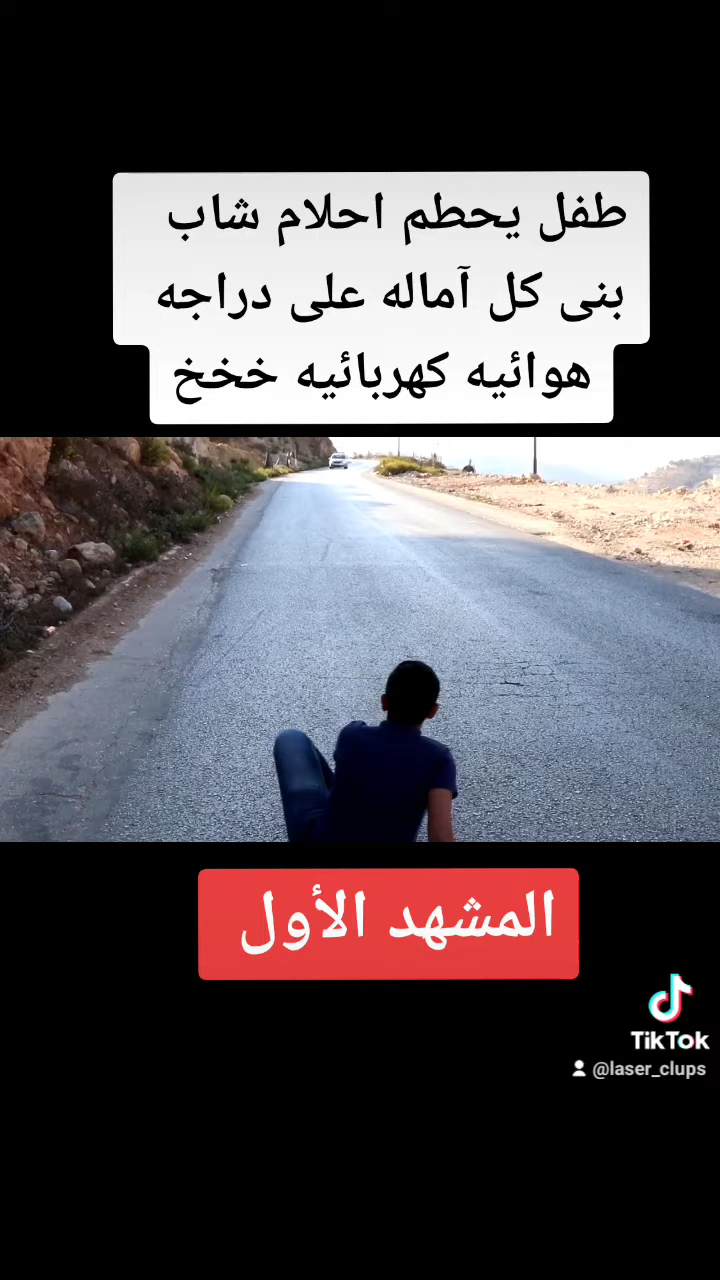 طفل يحطم احلام شاب
بنى كل آماله على دراجه
هوائيه كهربائيه خخخ
المشهد الأول
TikTok
@laser_clups